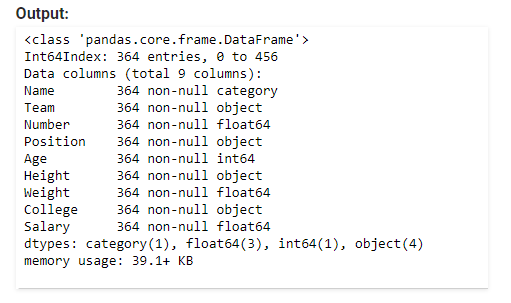 Output:
<class 'pandas.core.frame.DataFrame'>
Int64Index: 364 entries, 0 to 456
Data columns (total 9 columns):
Name        364 non-null category
Team        364 non-null object
Number      364 non-null float64
Position    364 non-null object
Age         364 non-null int64
Height      364 non-null object
Weight      364 non-null float64
College     364 non-null object
Salary      364 non-null float64
dtypes: category(1), float64(3), int64(1), object(4)
memory usage: 39.1+ KB